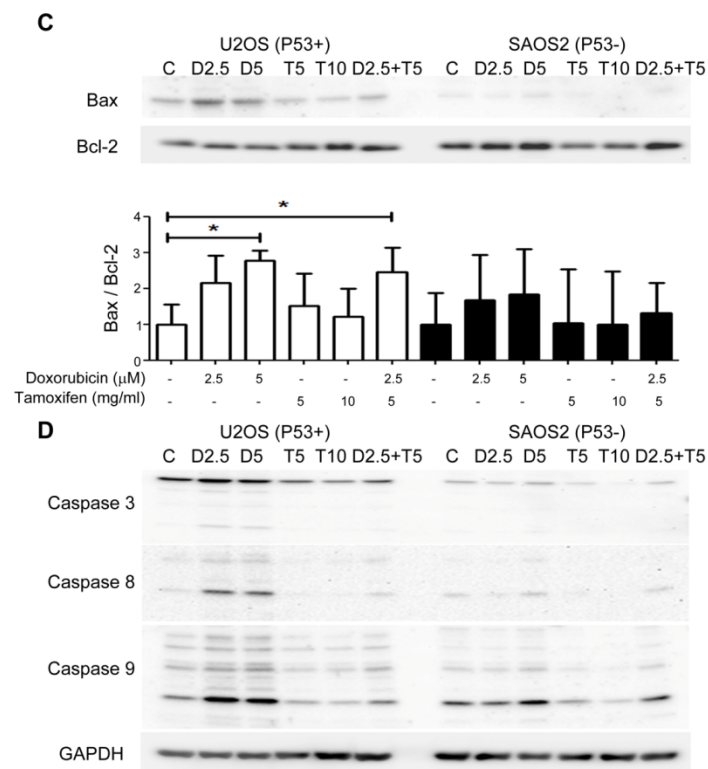 C
U2OS (P53+) SAOS2 (P53-)
C D2.5 D5 T5 T10 D2.5+T5 C D2.5 D5 T5 T10 D2.5+T5
Bax
Bcl-2
*
*
4
3
2
1
0
Bax / Bcl-2
Doxorubicin (μM) - 2.5 5 - - 2.5 - 2.5 5 - - 2.5
Tamoxifen (mg/ml) - - - 5 10 5 - - - 5 10 5
D
U2OS (P53+) SAOS2 (P53-)
C D2.5 D5 T5 T10 D2.5+T5 C D2.5 D5 T5 T10 D2.5+T5
Caspase 3
Caspase 8
Caspase 9
GAPDH